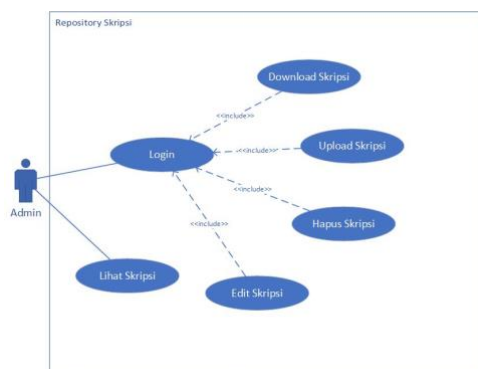 Repository Skripsi
Download Skripsi
<<include>>
Login
<<include>>
Upload Skripsi
<<include>>
Hapus Skripsi
<<include>>
Admin
Lihat Skripsi
Edit Skripsi